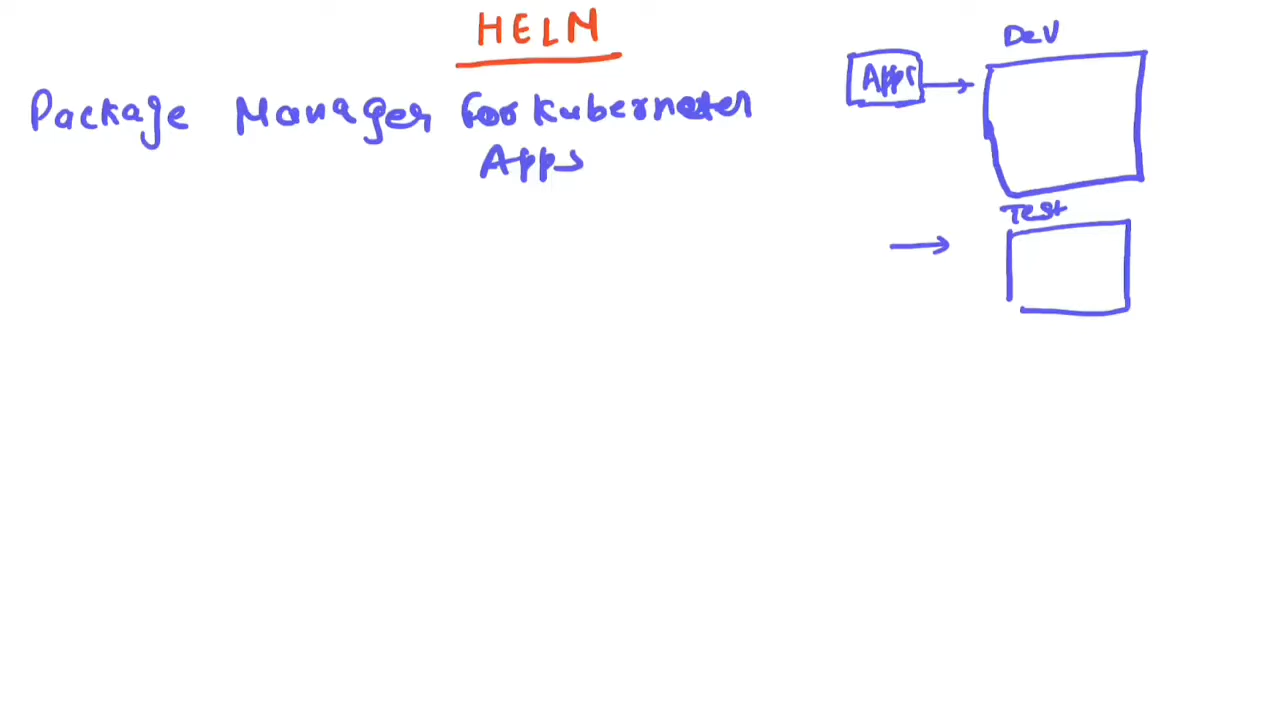 HELM
Package Manager for Kubernetes
Apps
Apps
Dev
Test